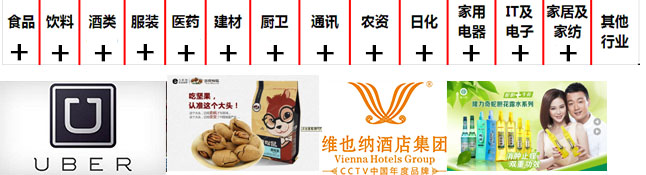 食品 饮料 酒类 服装 医药 建材 厨卫 通讯 农资 日化 家用电器 IT及电子 家居及家纺 其他行业
+ + + + + + + + + + + + +
U
UBER
吃坚果,
认准这个大头!
®
维也纳酒店集团
Vienna Hotels Group
CCTV中国年度品牌
隆力奇蛇胆花露水系列
双重功效